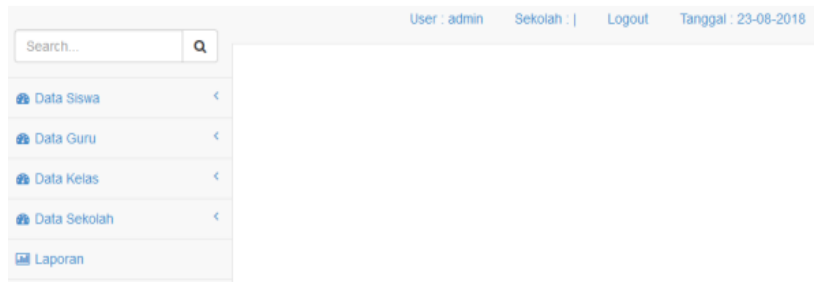 User : admin Sekolah : | Logout Tanggal : 23-08-2018
Search...
Data Siswa
Data Guru
Data Kelas
Data Sekolah
Laporan